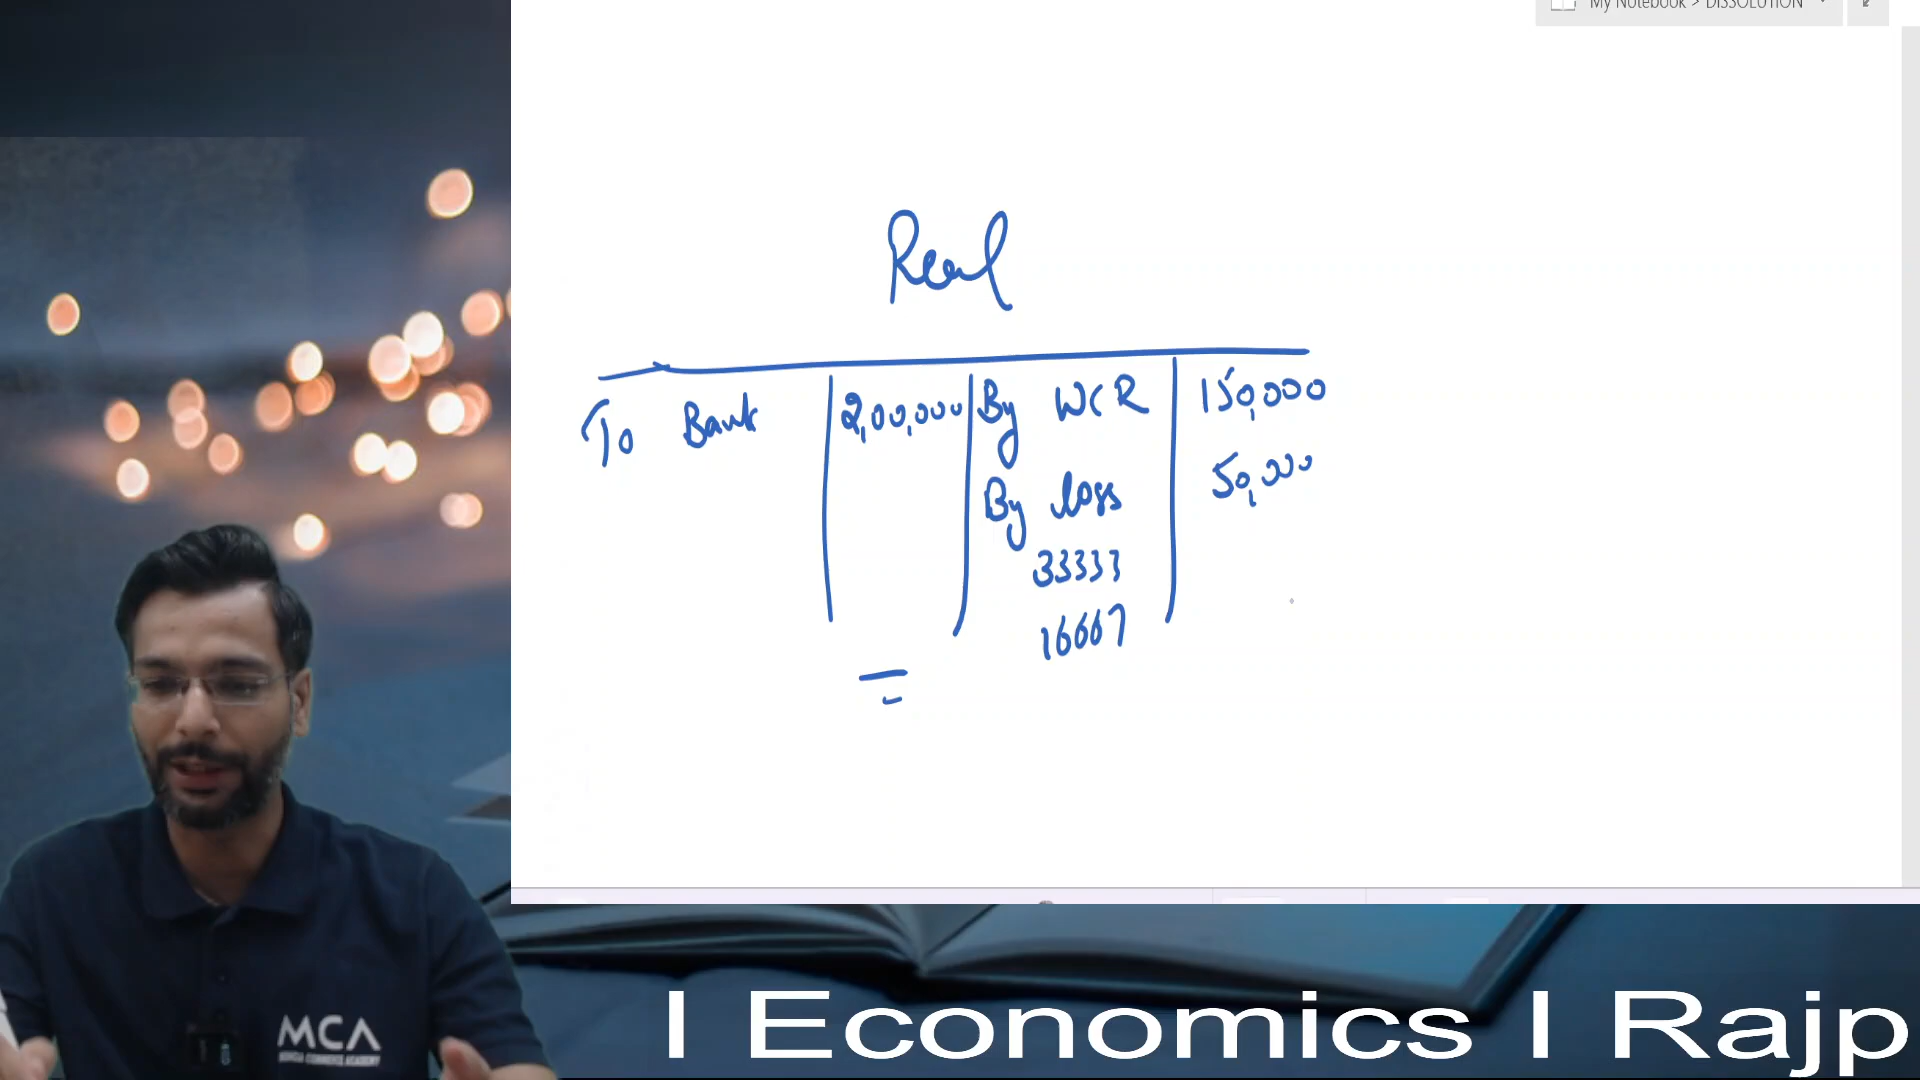 My Notebook > DISSOLUTION
Real
To Bank 2,00,000 By WCR 150,000
By loss 50,000
33333
16667
MCA
I Economics I Rajp